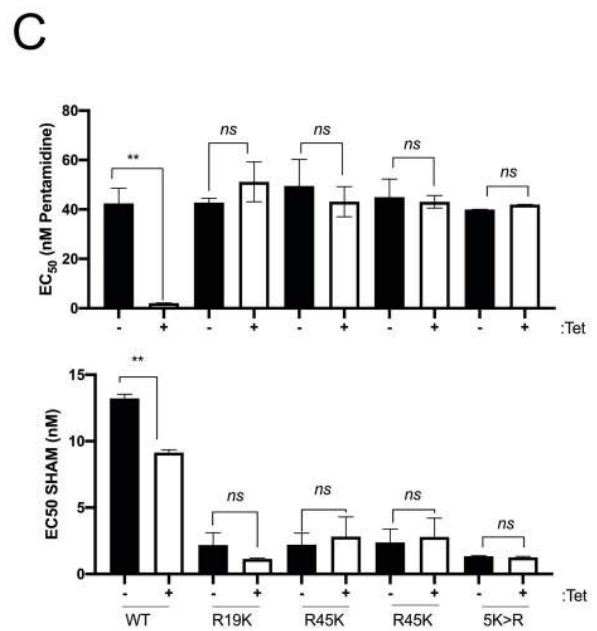 C
EC50 (nM Pentamidine)
80
60
40
20
0
** ns ns ns ns
- + - + - + - + - + :Tet
EC50 SHAM (nM)
15
10
5
0
** ns ns ns ns
- + - + - + - + - + :Tet
WT R19K R45K R45K 5K>R